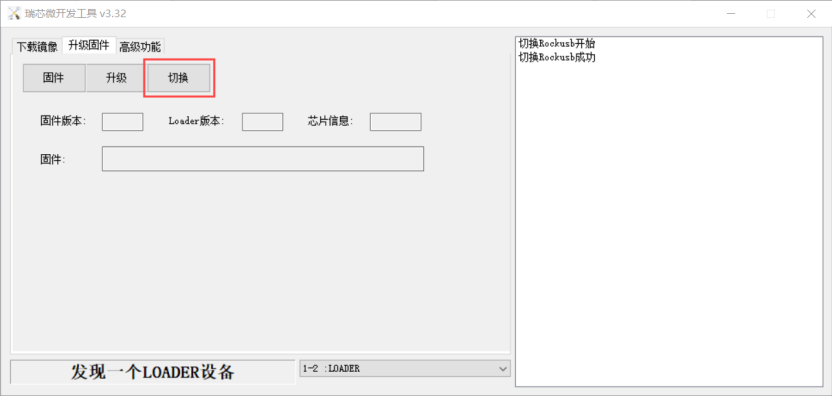 瑞芯微开发工具 v3.32
下载镜像 升级固件 高级功能
固件 升级 切换
固件版本: Loader版本: 芯片信息:
固件:
发现一个LOADER设备 1-2 :LOADER
切换Rockusb开始
切换Rockusb成功